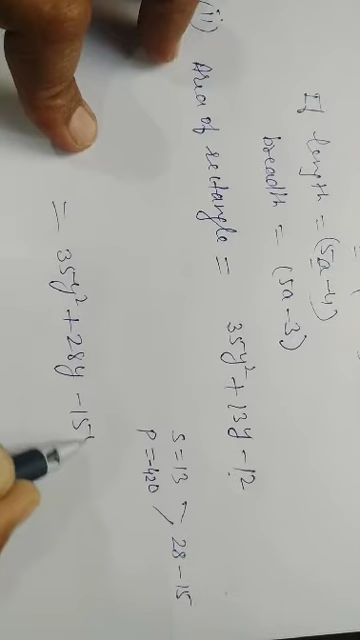 If length = (5a-4)
breadth = (5a-3)
(ii) Area of rectangle = 35y² + 13y - 12
S = 13
P = -420 > 28 - 15
= 35y² + 28y - 15